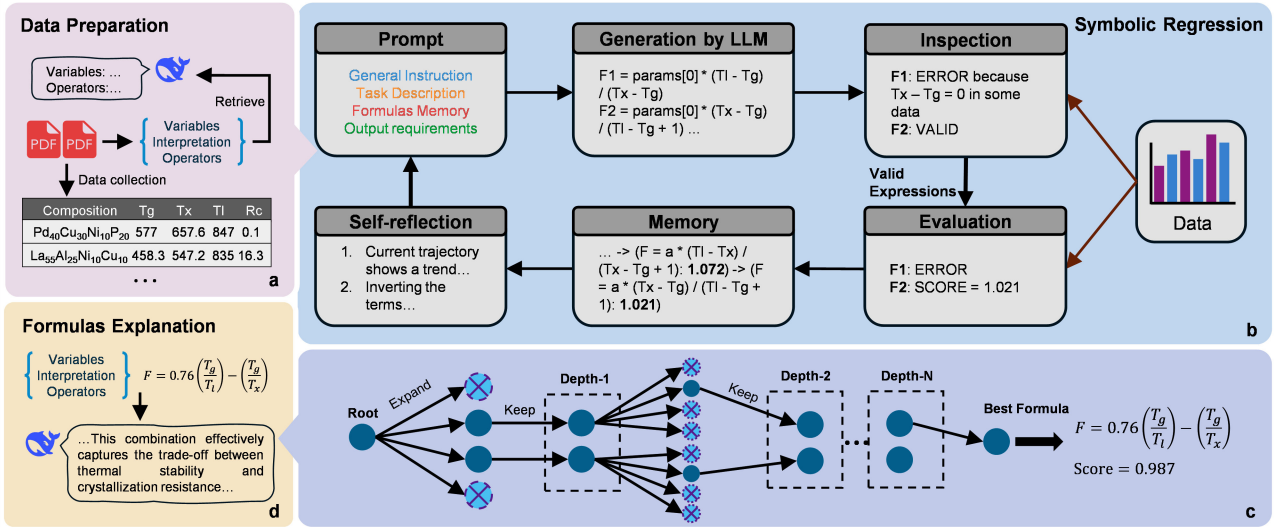 Data Preparation
Variables: ...
Operators:...
Retrieve
PDF PDF
Variables
Interpretation
Operators
Data collection
Composition Tg Tx Tl Rc
Pd40Cu30Ni10P20 577 657.6 847 0.1
La55Al25Ni10Cu10 458.3 547.2 835 16.3
...
a
Symbolic Regression
Prompt
General Instruction
Task Description
Formulas Memory
Output requirements
Generation by LLM
F1 = params[0] * (Tl - Tg)
/ (Tx - Tg)
F2 = params[0] * (Tx - Tg)
/ (Tl - Tg + 1) ...
Inspection
F1: ERROR because
Tx – Tg = 0 in some
data
F2: VALID
Valid
Expressions
Data
Self-reflection
1. Current trajectory
shows a trend...
2. Inverting the
terms...
Memory
... -> (F = a * (Tl - Tx) /
(Tx - Tg + 1): 1.072) -> (F
= a * (Tx - Tg) / (Tl - Tg +
1): 1.021)
Evaluation
F1: ERROR
F2: SCORE = 1.021
b
Formulas Explanation
Variables
Interpretation
Operators
F = 0.76 (Tg/Tl) − (Tg/Tx)
...This combination effectively
captures the trade-off between
thermal stability and
crystallization resistance...
d
Root
Expand
Keep
Depth-1
Keep
Depth-2
...
Depth-N
Best Formula
F = 0.76 (Tg/Tl) − (Tg/Tx)
Score = 0.987
c